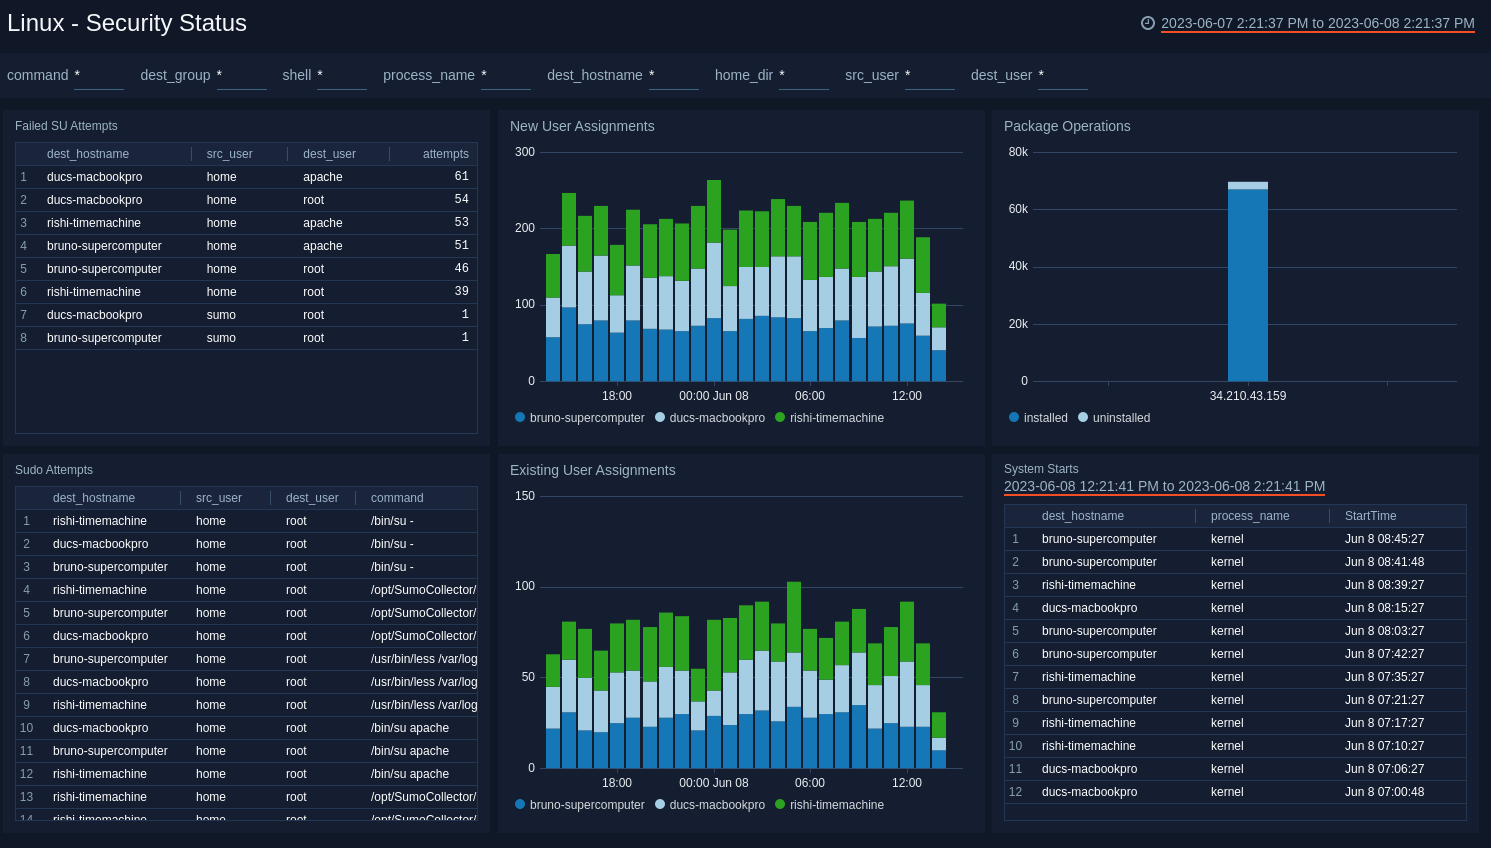 Linux - Security Status
2023-06-07 2:21:37 PM to 2023-06-08 2:21:37 PM
command * dest_group * shell * process_name * dest_hostname * home_dir * src_user * dest_user *
Failed SU Attempts
dest_hostname src_user dest_user attempts
1 ducs-macbookpro home apache 61
2 ducs-macbookpro home root 54
3 rishi-timemachine home apache 53
4 bruno-supercomputer home apache 51
5 bruno-supercomputer home root 46
6 rishi-timemachine home root 39
7 ducs-macbookpro sumo root 1
8 bruno-supercomputer sumo root 1
New User Assignments
300
200
100
0
18:00 00:00 Jun 08 06:00 12:00
bruno-supercomputer ducs-macbookpro rishi-timemachine
Package Operations
80k
60k
40k
20k
0
34.210.43.159
installed uninstalled
Sudo Attempts
dest_hostname src_user dest_user command
1 rishi-timemachine home root /bin/su -
2 ducs-macbookpro home root /bin/su -
3 bruno-supercomputer home root /bin/su -
4 rishi-timemachine home root /opt/SumoCollector/
5 bruno-supercomputer home root /opt/SumoCollector/
6 ducs-macbookpro home root /opt/SumoCollector/
7 bruno-supercomputer home root /usr/bin/less /var/log
8 ducs-macbookpro home root /usr/bin/less /var/log
9 rishi-timemachine home root /usr/bin/less /var/log
10 ducs-macbookpro home root /bin/su apache
11 bruno-supercomputer home root /bin/su apache
12 rishi-timemachine home root /bin/su apache
13 rishi-timemachine home root /opt/SumoCollector/
14 rishi-timemachine home root /opt/SumoCollector/
Existing User Assignments
150
100
50
0
18:00 00:00 Jun 08 06:00 12:00
bruno-supercomputer ducs-macbookpro rishi-timemachine
System Starts
2023-06-08 12:21:41 PM to 2023-06-08 2:21:41 PM
dest_hostname process_name StartTime
1 bruno-supercomputer kernel Jun 8 08:45:27
2 bruno-supercomputer kernel Jun 8 08:41:48
3 rishi-timemachine kernel Jun 8 08:39:27
4 ducs-macbookpro kernel Jun 8 08:15:27
5 bruno-supercomputer kernel Jun 8 08:03:27
6 bruno-supercomputer kernel Jun 8 07:42:27
7 rishi-timemachine kernel Jun 8 07:35:27
8 bruno-supercomputer kernel Jun 8 07:21:27
9 rishi-timemachine kernel Jun 8 07:17:27
10 rishi-timemachine kernel Jun 8 07:10:27
11 ducs-macbookpro kernel Jun 8 07:06:27
12 ducs-macbookpro kernel Jun 8 07:00:48